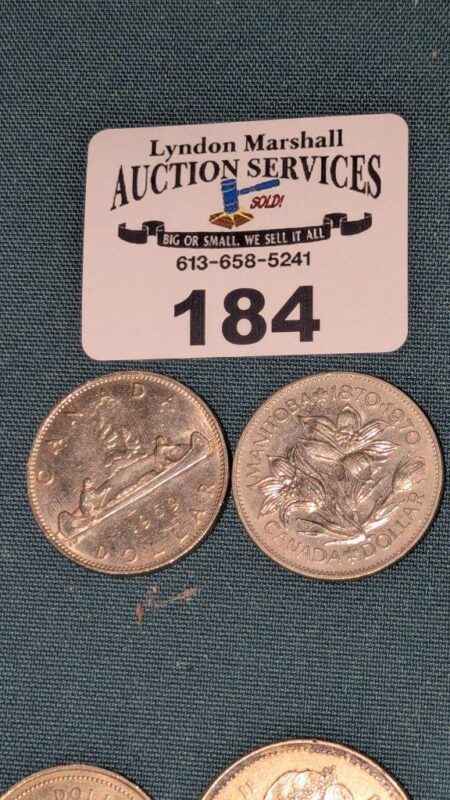 Lyndon Marshall
AUCTION SERVICES
SOLD!
BIG OR SMALL, WE SELL IT ALL
613-658-5241
184
CANADA
1969
DOLLAR
MANITOBA 1870-1970
CANADA DOLLAR